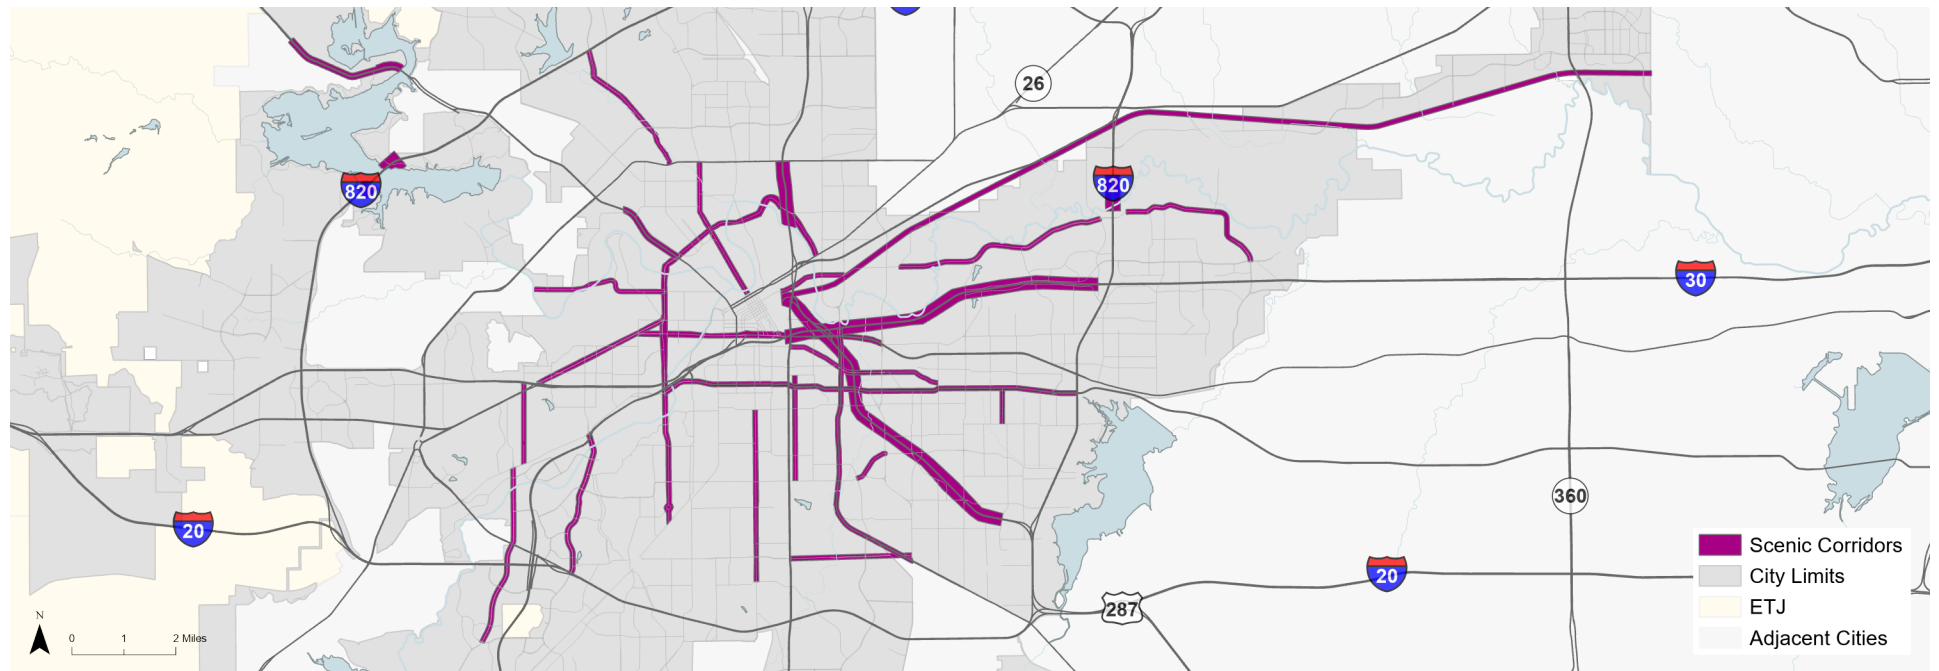 26
820
820
30
360
20
20
287
Scenic Corridors
City Limits
ETJ
Adjacent Cities
N
0 1 2 Miles